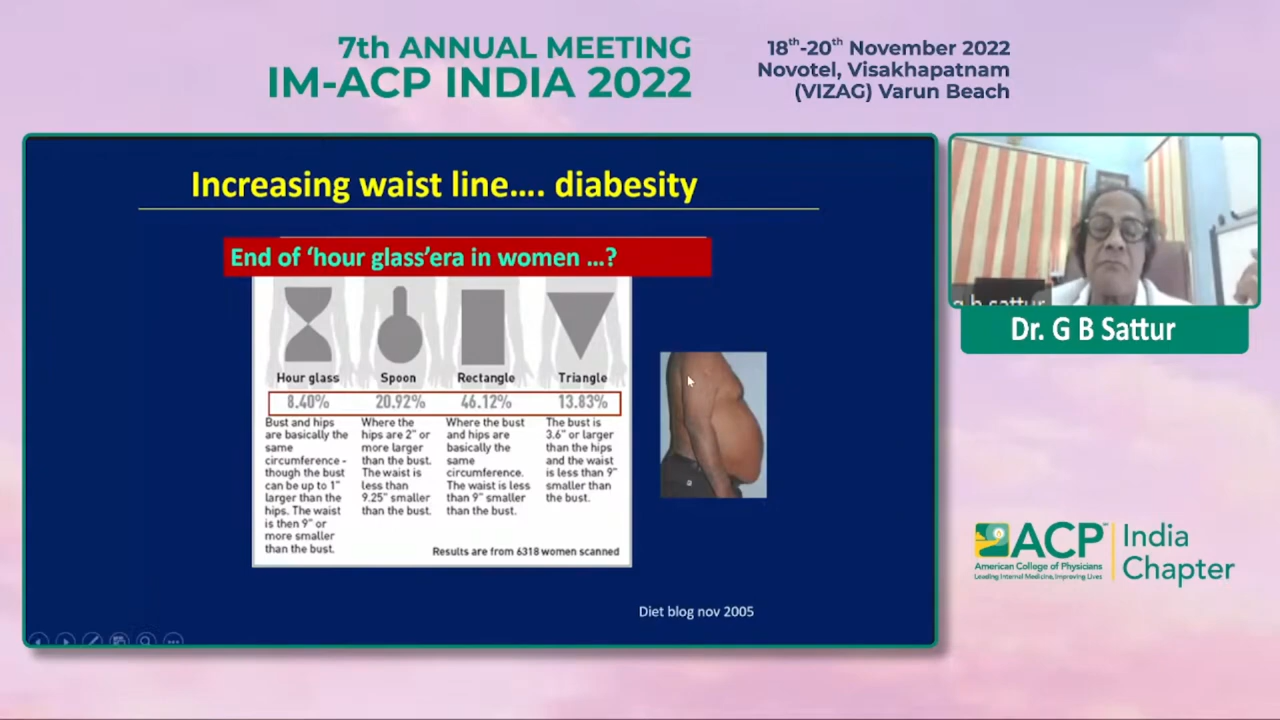 7th ANNUAL MEETING
IM-ACP INDIA 2022
18th-20th November 2022
Novotel, Visakhapatnam
(VIZAG) Varun Beach
Increasing waist line.... diabesity
End of ‘hour glass’era in women ...?
Hour glass
8.40%
Bust and hips
are basically the
same
circumference -
though the bust
can be up to 1"
larger than the
hips. The waist
is then 9" or
more smaller
than the bust.
Spoon
20.92%
Where the
hips are 2" or
more larger
than the bust.
The waist is
less than
9.25" smaller
than the bust.
Rectangle
46.12%
Where the bust
and hips are
basically the
same
circumference.
The waist is less
than 9" smaller
than the bust.
Triangle
13.83%
The bust is
3.6" or larger
than the hips
and the waist
is less than 9"
smaller than
the bust.
Results are from 6318 women scanned
Diet blog nov 2005
g b sattur
Dr. G B Sattur
ACP
American College of Physicians
Leading Internal Medicine, Improving Lives
India
Chapter